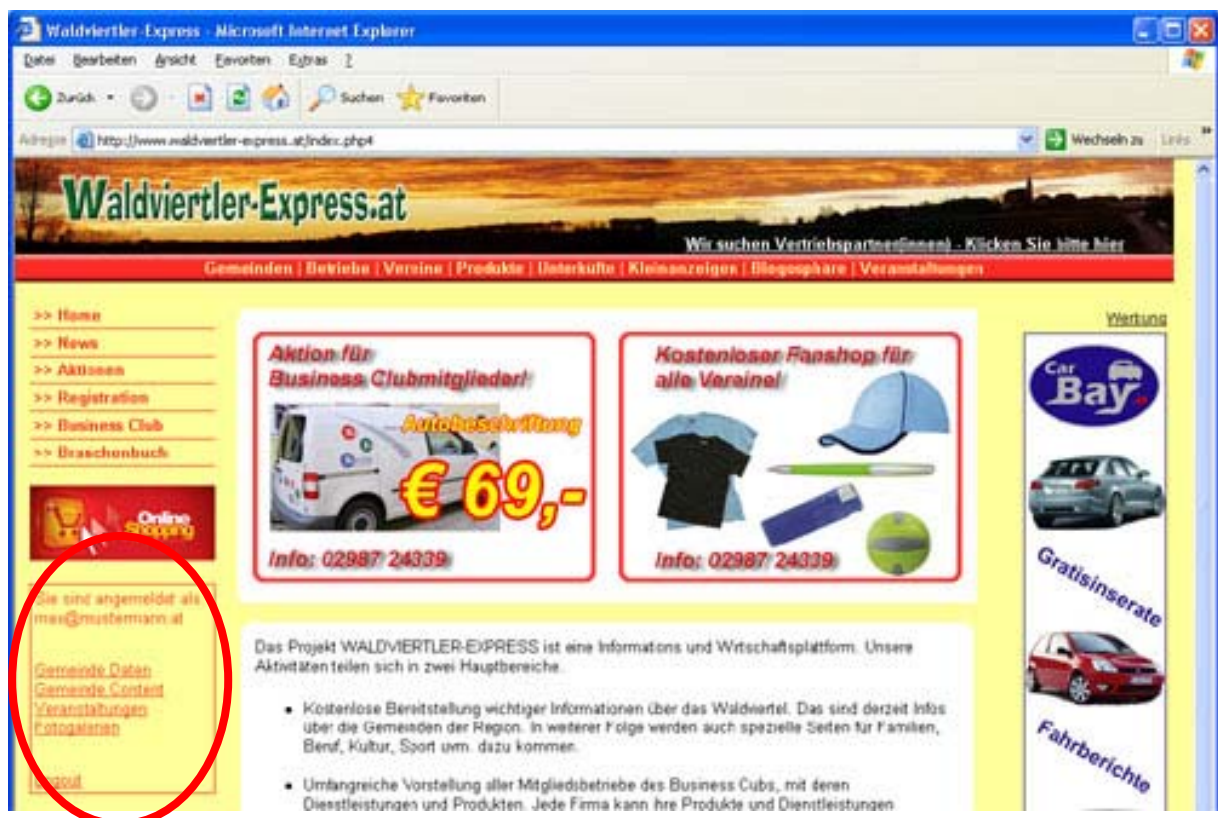 Waldviertler-Express - Microsoft Internet Explorer
Datei Bearbeiten Ansicht Favoriten Extras ?
Zurück Suchen Favoriten
Adresse http://www.waldviertler-express.at/index.php4 Wechseln zu Links »
Waldviertler-Express.at
Wir suchen Vertriebspartner(innen) - Klicken Sie bitte hier
Gemeinden | Betriebe | Vereine | Produkte | Unterküfte | Kleinanzeigen | Blogosphäre | Veranstaltungen
>> Home
>> News
>> Aktionen
>> Registration
>> Business Club
>> Branchenbuch
Online
Shopping
Sie sind angemeldet als
max@mustermann.at
Gemeinde Daten
Gemeinde Content
Veranstaltungen
Fotogalerien
Logout
Aktion für
Business Clubmitglieder!
Autobeschriftung
€ 69,-
Info: 02987 24339
Kostenloser Fanshop für
alle Vereine!
Info: 02987 24339
Das Projekt WALDVIERTLER-EXPRESS ist eine Informations und Wirtschaftsplattform. Unsere
Aktivitäten teilen sich in zwei Hauptbereiche.
• Kostenlose Bereitstellung wichtiger Informationen über das Waldviertel. Das sind derzeit Infos
über die Gemeinden der Region. In weiterer Folge werden auch spezielle Seiten für Familien,
Beruf, Kultur, Sport uvm. dazu kommen.
• Umfangreiche Vorstellung aller Mitgliedsbetriebe des Business Cubs, mit deren
Dienstleistungen und Produkten. Jede Firma kann ihre Produkte und Dienstleistungen
Werbung
Car
Bay
Gratisinserate
Fahrberichte